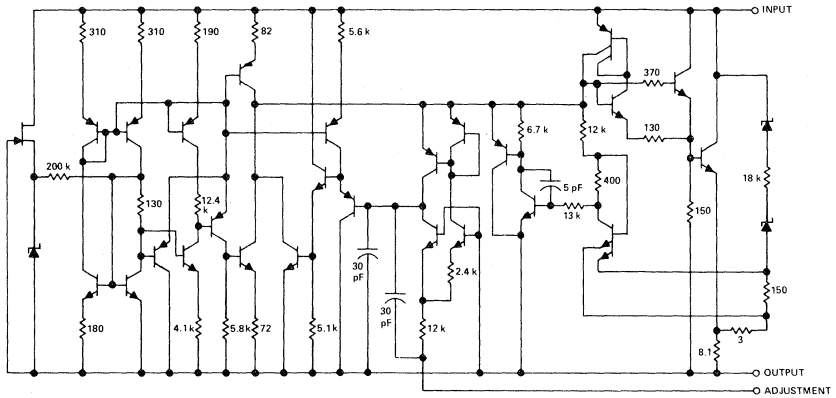 INPUT
310
310
190
82
5.6 k
370
200 k
130
12.4
k
6.7 k
12 k
130
5 pF
400
13 k
18 k
150
30
pF
30
pF
2.4 k
180
4.1 k
5.8 k
72
5.1 k
12 k
150
3
8.1
OUTPUT
ADJUSTMENT